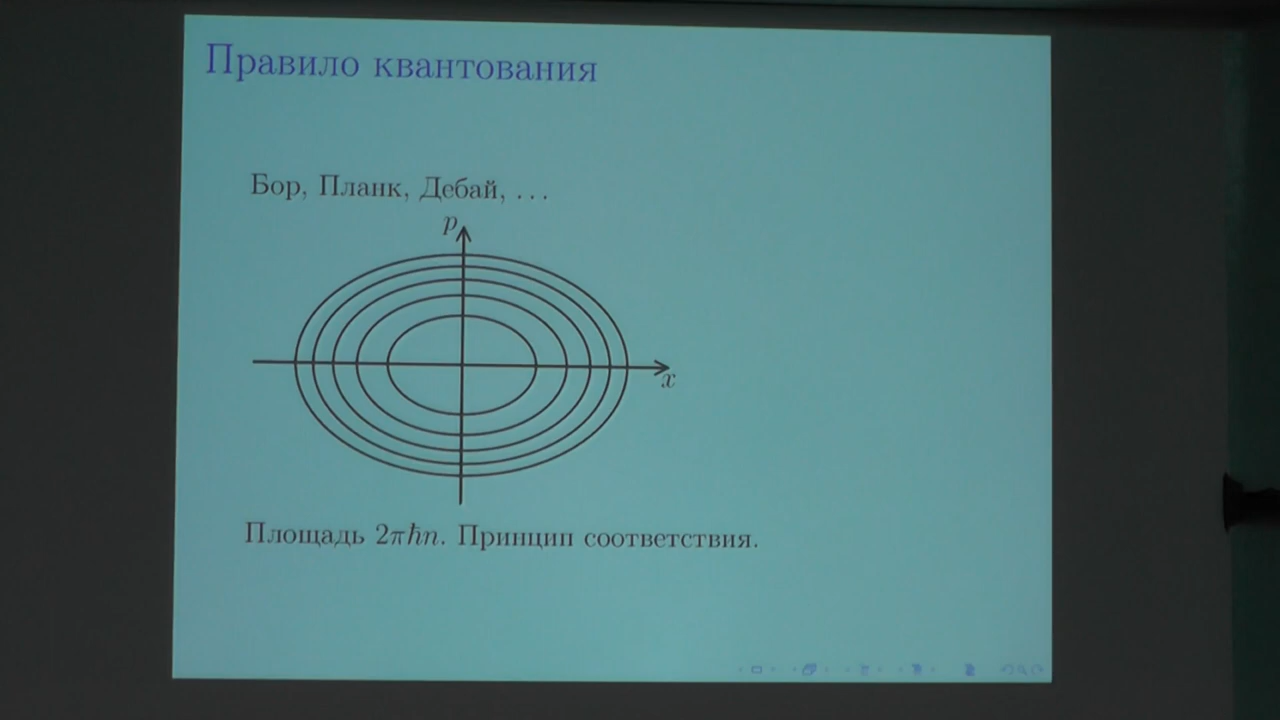 Правило квантования
Бор, Планк, Дебай, ...
p
x
Площадь 2πħn. Принцип соответствия.